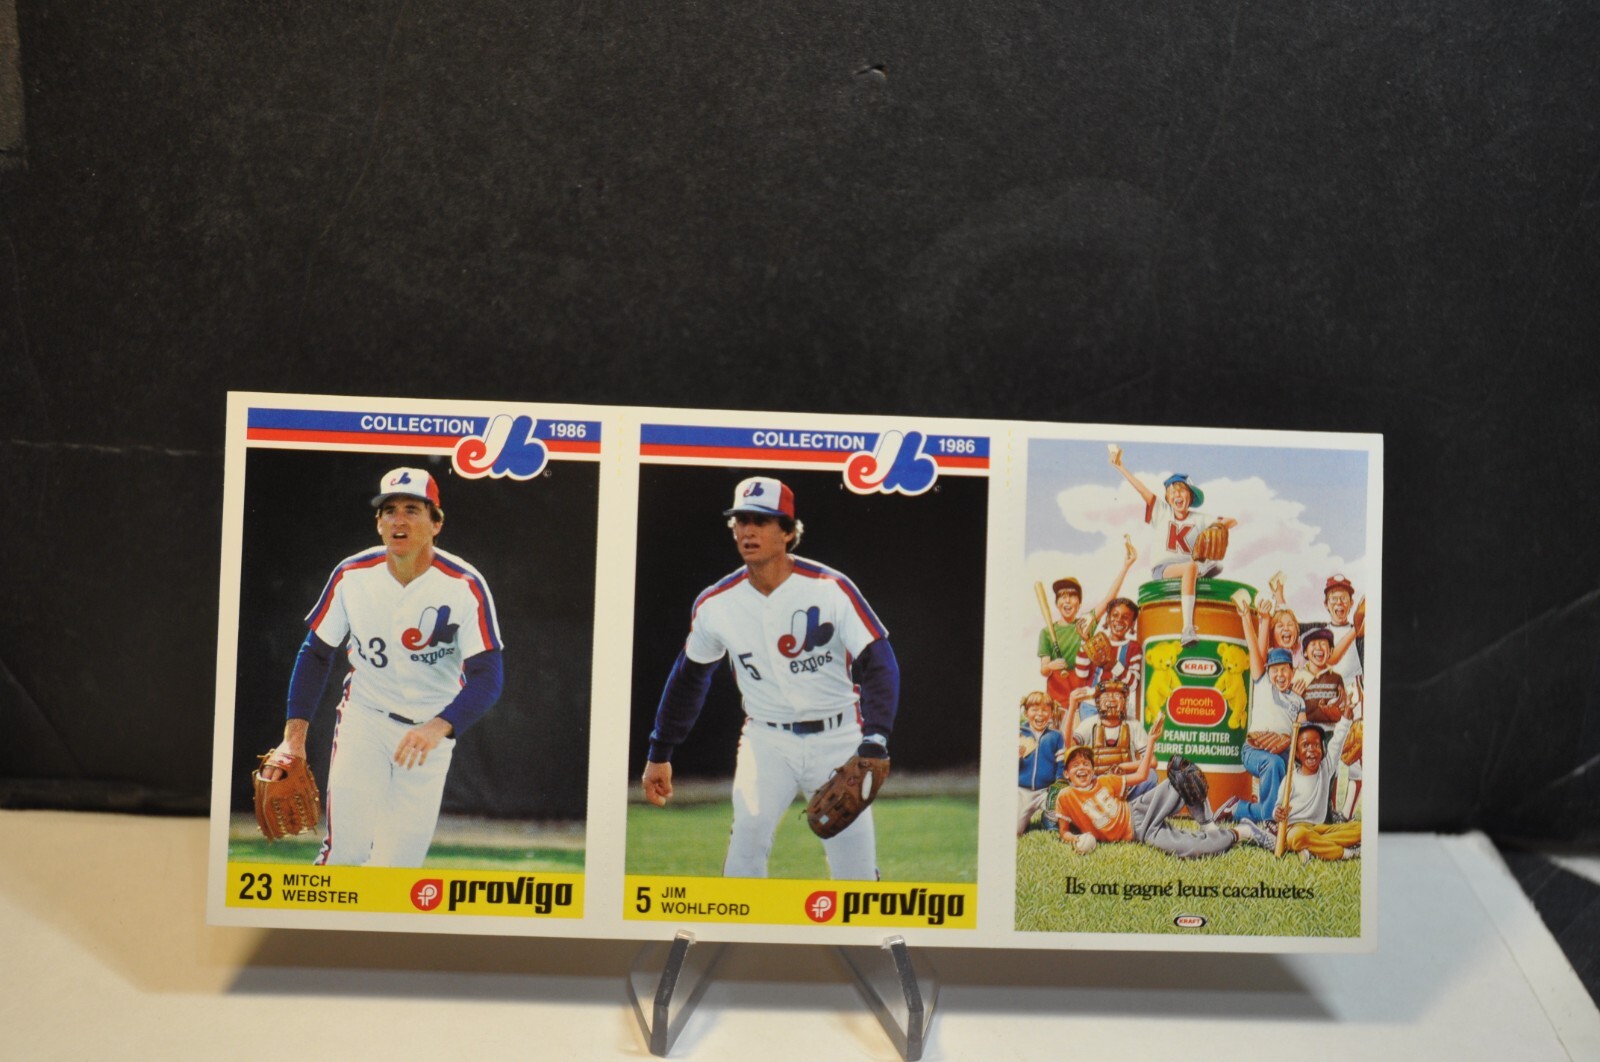 COLLECTION 1986
23
expos
23 MITCH
WEBSTER
provigo
COLLECTION 1986
5
expos
5 JIM
WOHLFORD
provigo
K
KRAFT
smooth
crémeux
PEANUT BUTTER
BEURRE D'ARACHIDES
Ils ont gagné leurs cacahuètes
KRAFT